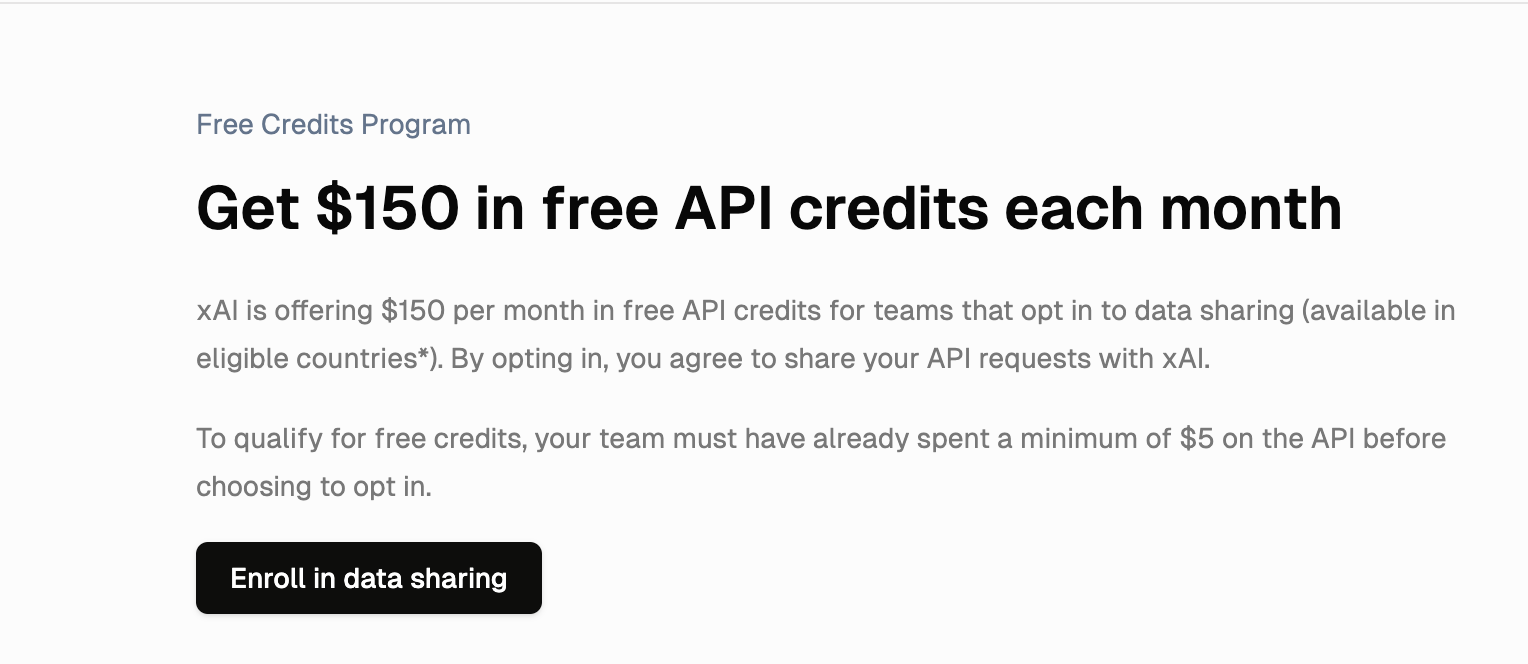 Free Credits Program
Get $150 in free API credits each month
xAI is offering $150 per month in free API credits for teams that opt in to data sharing (available in
eligible countries*). By opting in, you agree to share your API requests with xAI.
To qualify for free credits, your team must have already spent a minimum of $5 on the API before
choosing to opt in.
Enroll in data sharing